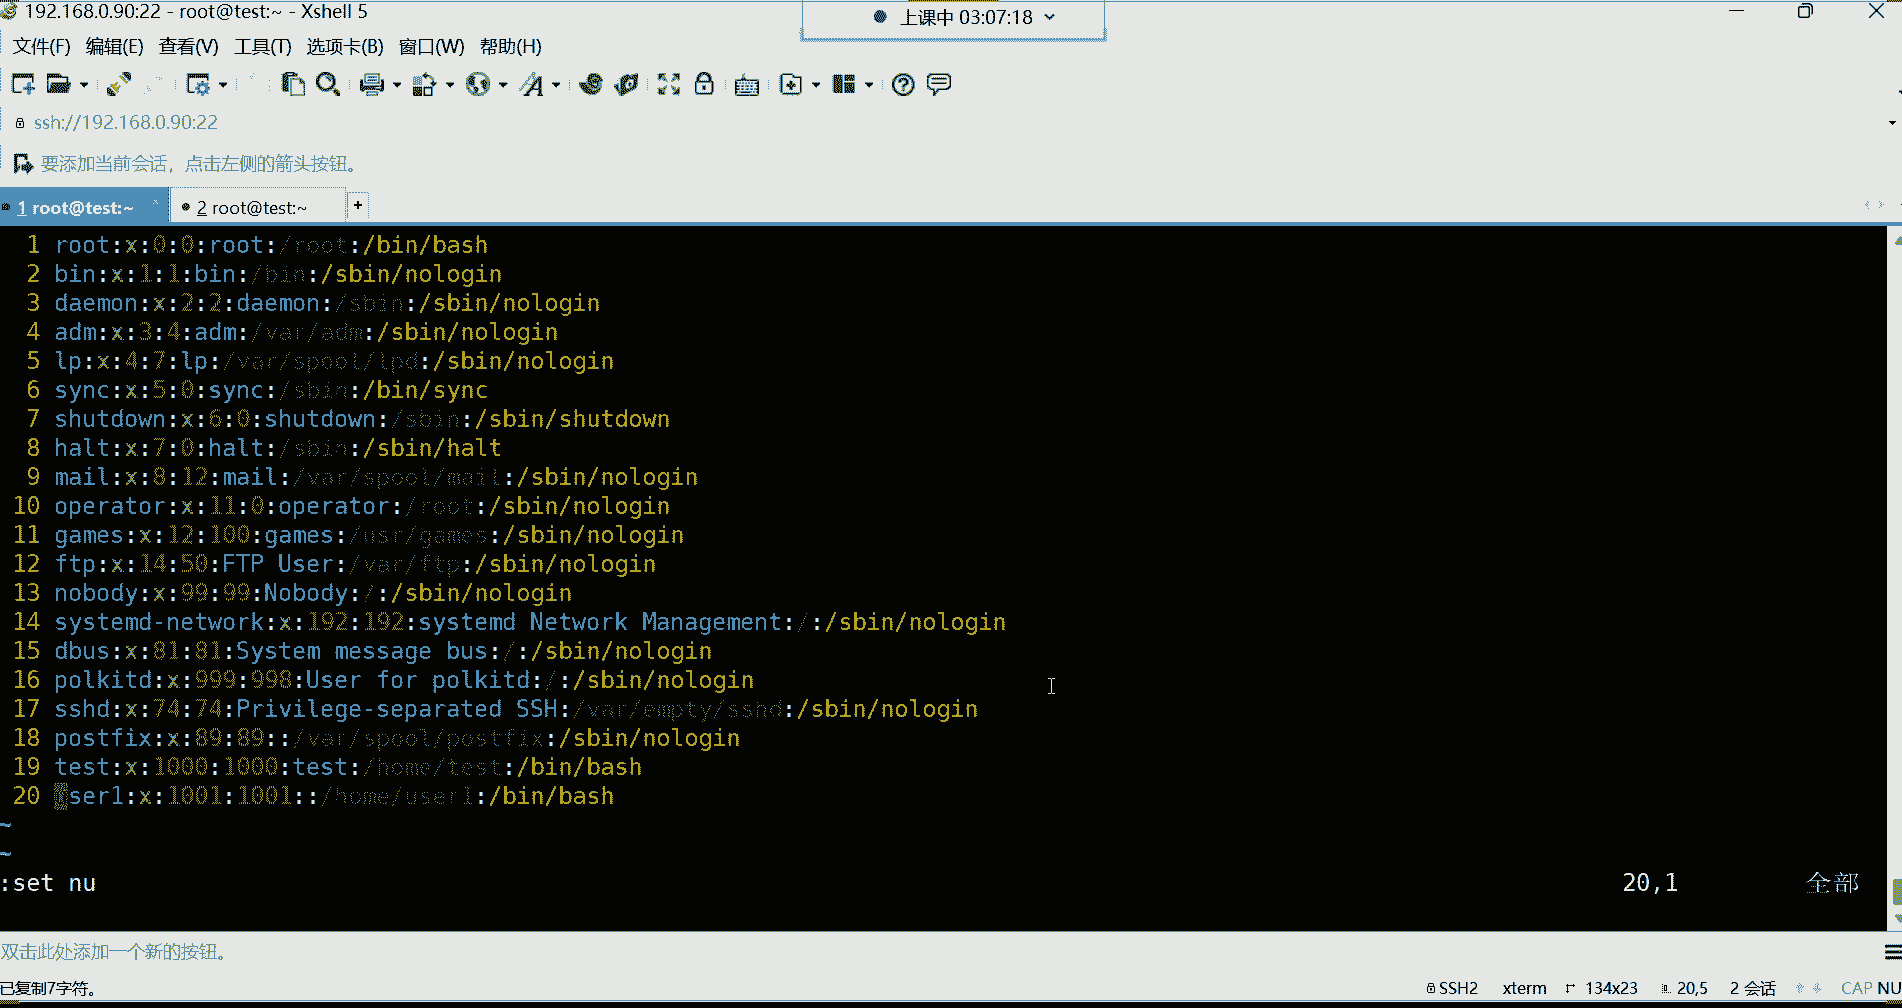 192.168.0.90:22 - root@test:~ - Xshell 5
上课中 03:07:18
文件(F) 编辑(E) 查看(V) 工具(T) 选项卡(B) 窗口(W) 帮助(H)
ssh://192.168.0.90:22
要添加当前会话，点击左侧的箭头按钮。
1 root@test:~ × 2 root@test:~ +
1 root:x:0:0:root:/root:/bin/bash
2 bin:x:1:1:bin:/bin:/sbin/nologin
3 daemon:x:2:2:daemon:/sbin:/sbin/nologin
4 adm:x:3:4:adm:/var/adm:/sbin/nologin
5 lp:x:4:7:lp:/var/spool/lpd:/sbin/nologin
6 sync:x:5:0:sync:/sbin:/bin/sync
7 shutdown:x:6:0:shutdown:/sbin:/sbin/shutdown
8 halt:x:7:0:halt:/sbin:/sbin/halt
9 mail:x:8:12:mail:/var/spool/mail:/sbin/nologin
10 operator:x:11:0:operator:/root:/sbin/nologin
11 games:x:12:100:games:/usr/games:/sbin/nologin
12 ftp:x:14:50:FTP User:/var/ftp:/sbin/nologin
13 nobody:x:99:99:Nobody:/:/sbin/nologin
14 systemd-network:x:192:192:systemd Network Management:/:/sbin/nologin
15 dbus:x:81:81:System message bus:/:/sbin/nologin
16 polkitd:x:999:998:User for polkitd:/:/sbin/nologin
17 sshd:x:74:74:Privilege-separated SSH:/var/empty/sshd:/sbin/nologin
18 postfix:x:89:89::/var/spool/postfix:/sbin/nologin
19 test:x:1000:1000:test:/home/test:/bin/bash
20 user1:x:1001:1001::/home/user1:/bin/bash
~
~
:set nu 20,1 全部
双击此处添加一个新的按钮。
已复制7字符。 SSH2 xterm 134x23 20,5 2 会话 CAP NU